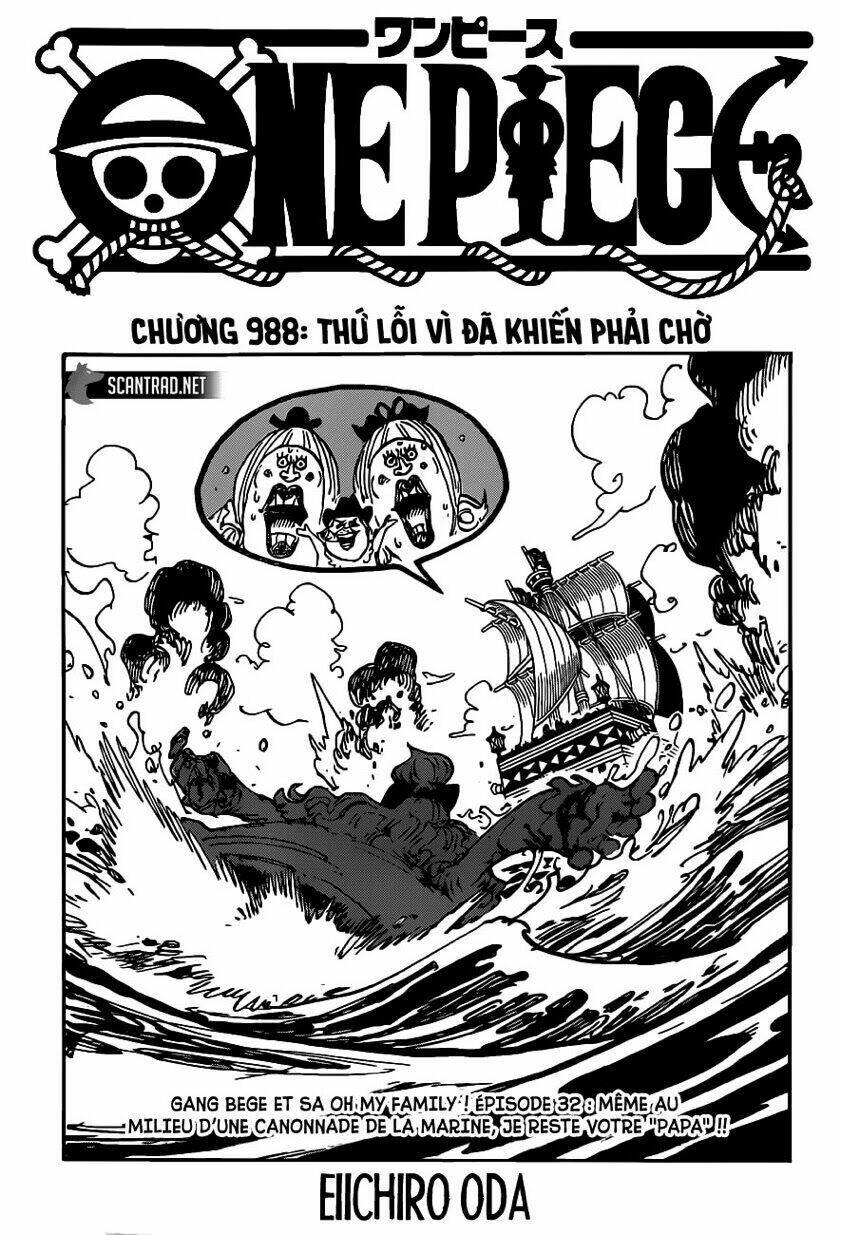 ワンピース
ONE PIECE
CHƯƠNG 988: THỨ LỖI VÌ ĐÃ KHIẾN PHẢI CHỜ
SCANTRAD.NET
GANG BEGE ET SA OH MY FAMILY ! ÉPISODE 32 : MÊME AU
MILIEU D'UNE CANONNADE DE LA MARINE, JE RESTE VOTRE "PAPA" !!
EIICHIRO ODA